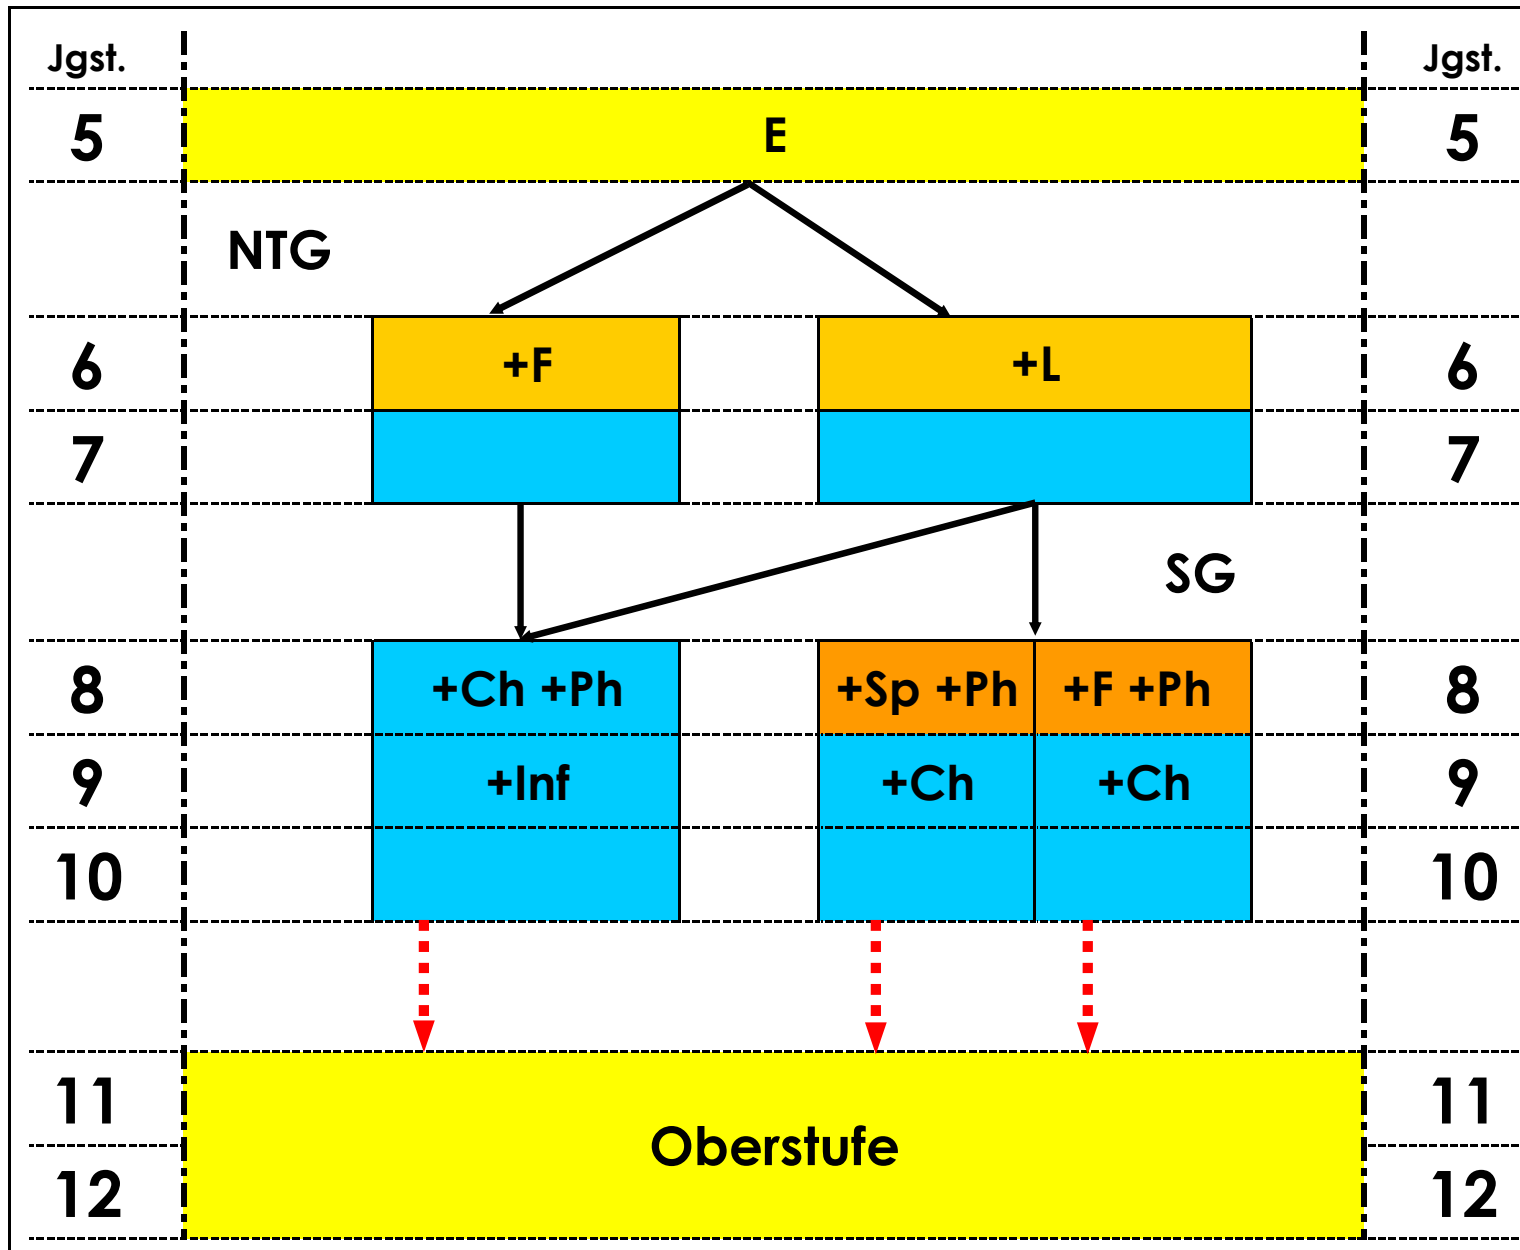 Jgst. Jgst.
5 E 5
NTG
6 +F +L 6
7 7
SG
8 +Ch +Ph +Sp +Ph +F +Ph 8
9 +Inf +Ch +Ch 9
10 10
11 11
Oberstufe
12 12